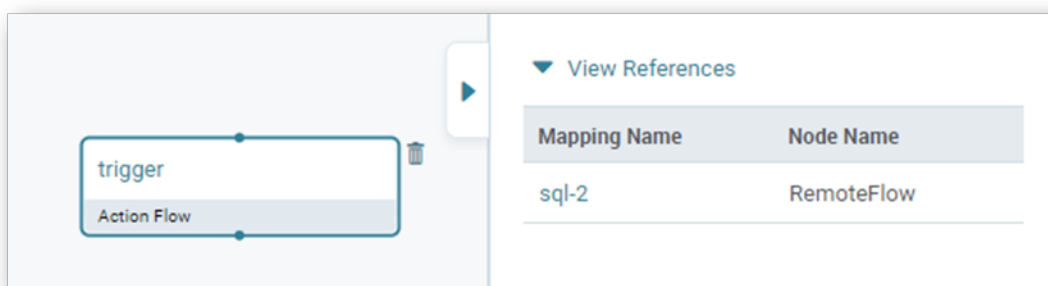 trigger
Action Flow
View References
Mapping Name Node Name
sql-2 RemoteFlow